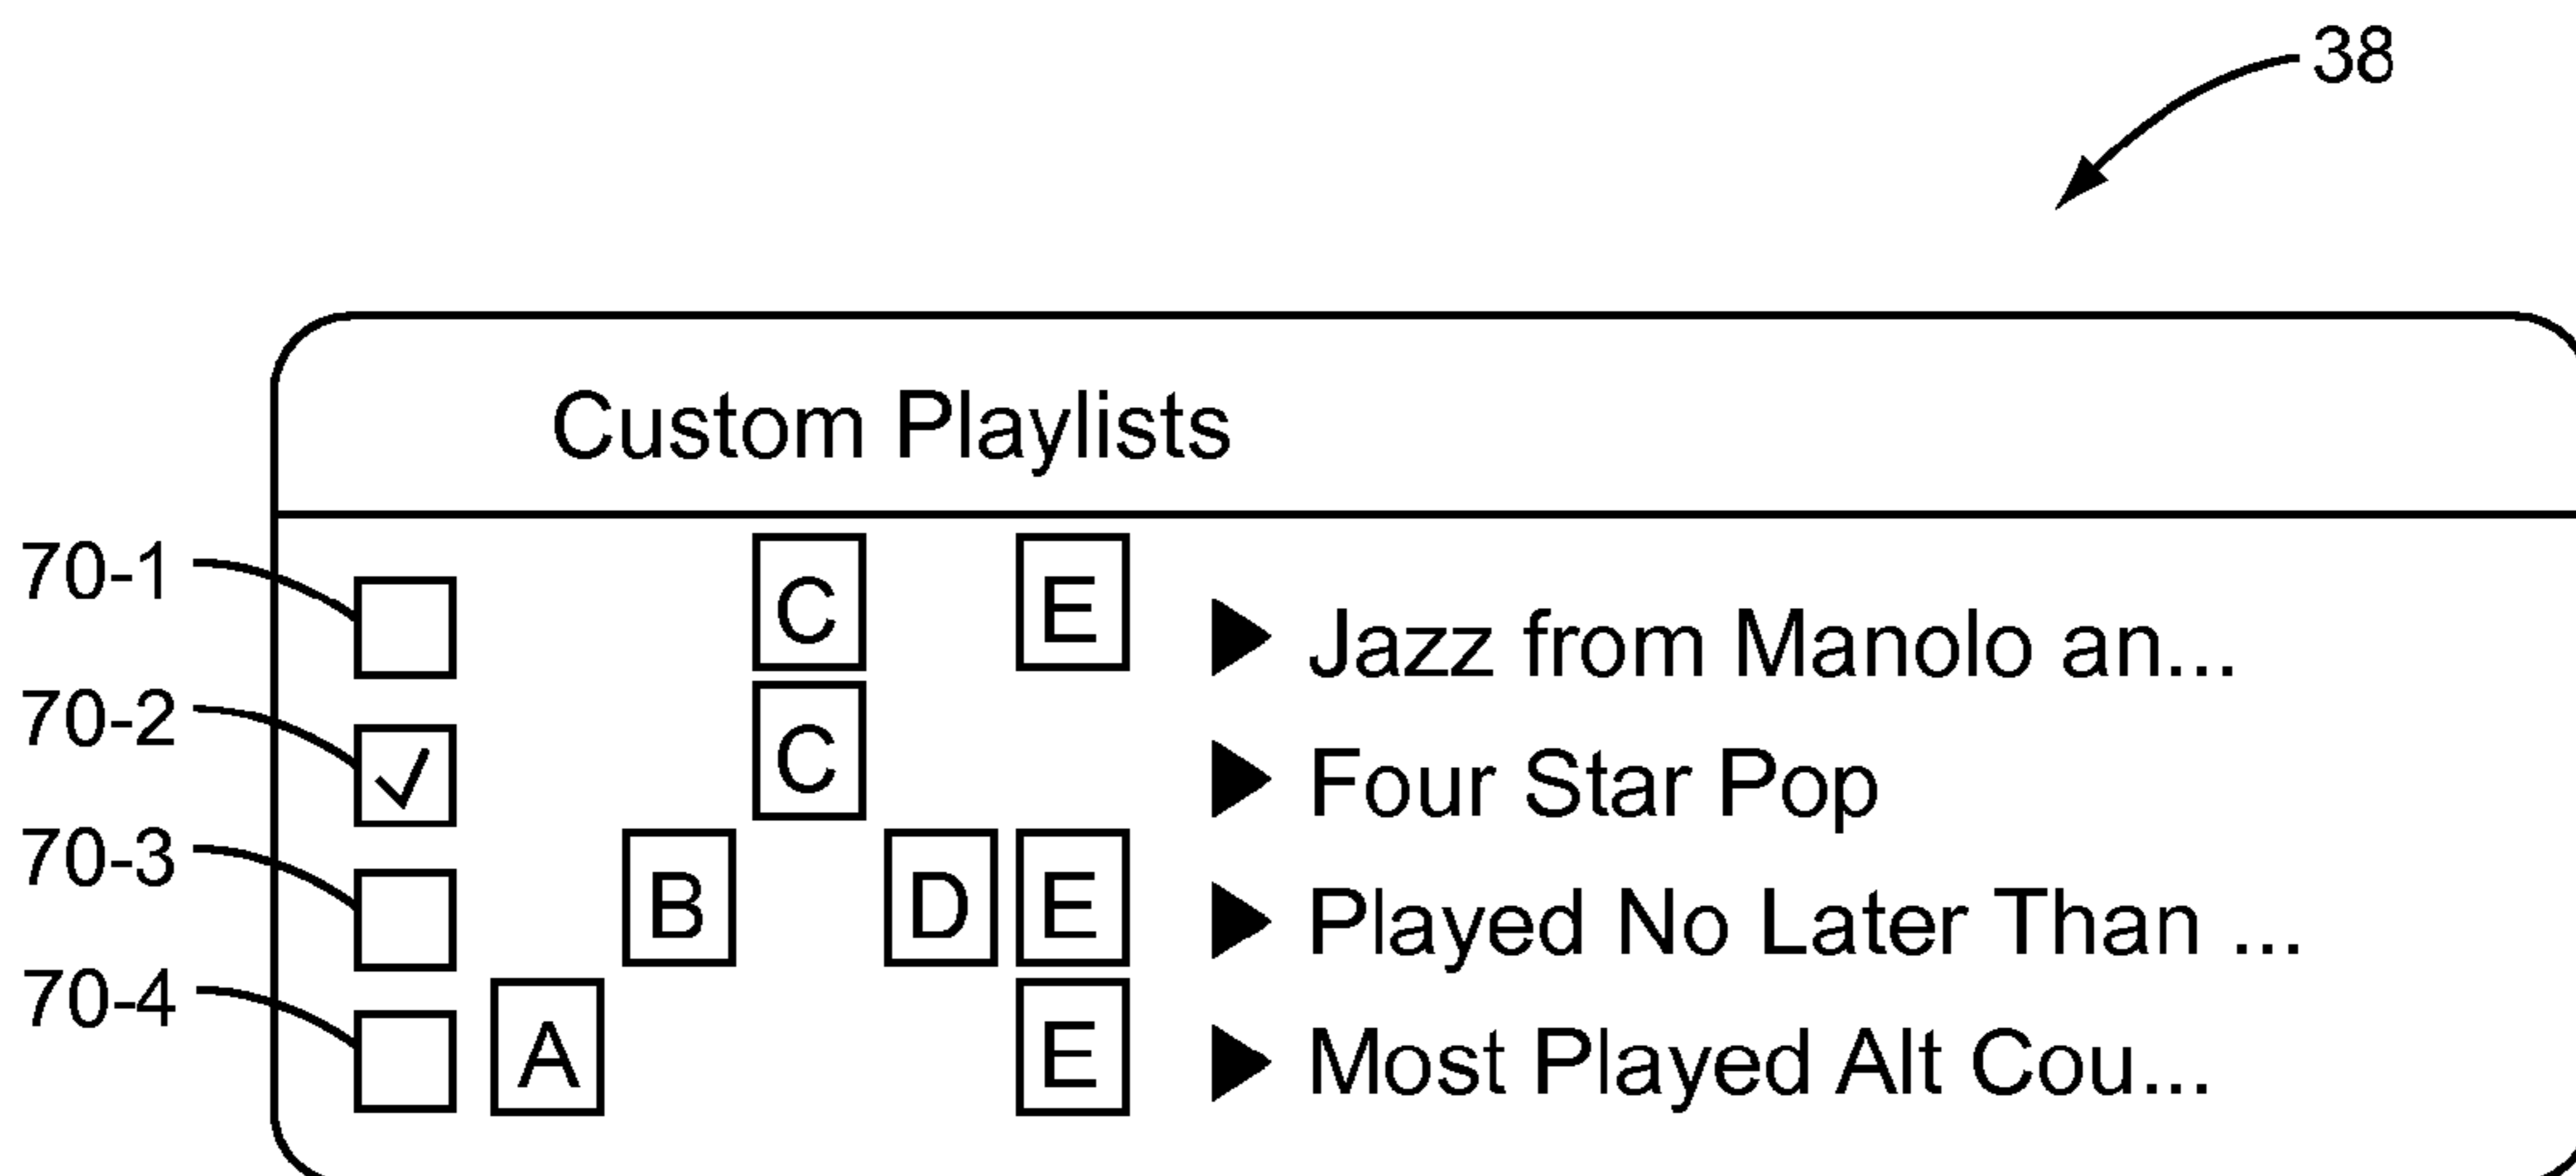 38
Custom Playlists
70-1 C E Jazz from Manolo an...
70-2 C Four Star Pop
70-3 B D E Played No Later Than ...
70-4 A E Most Played Alt Cou...